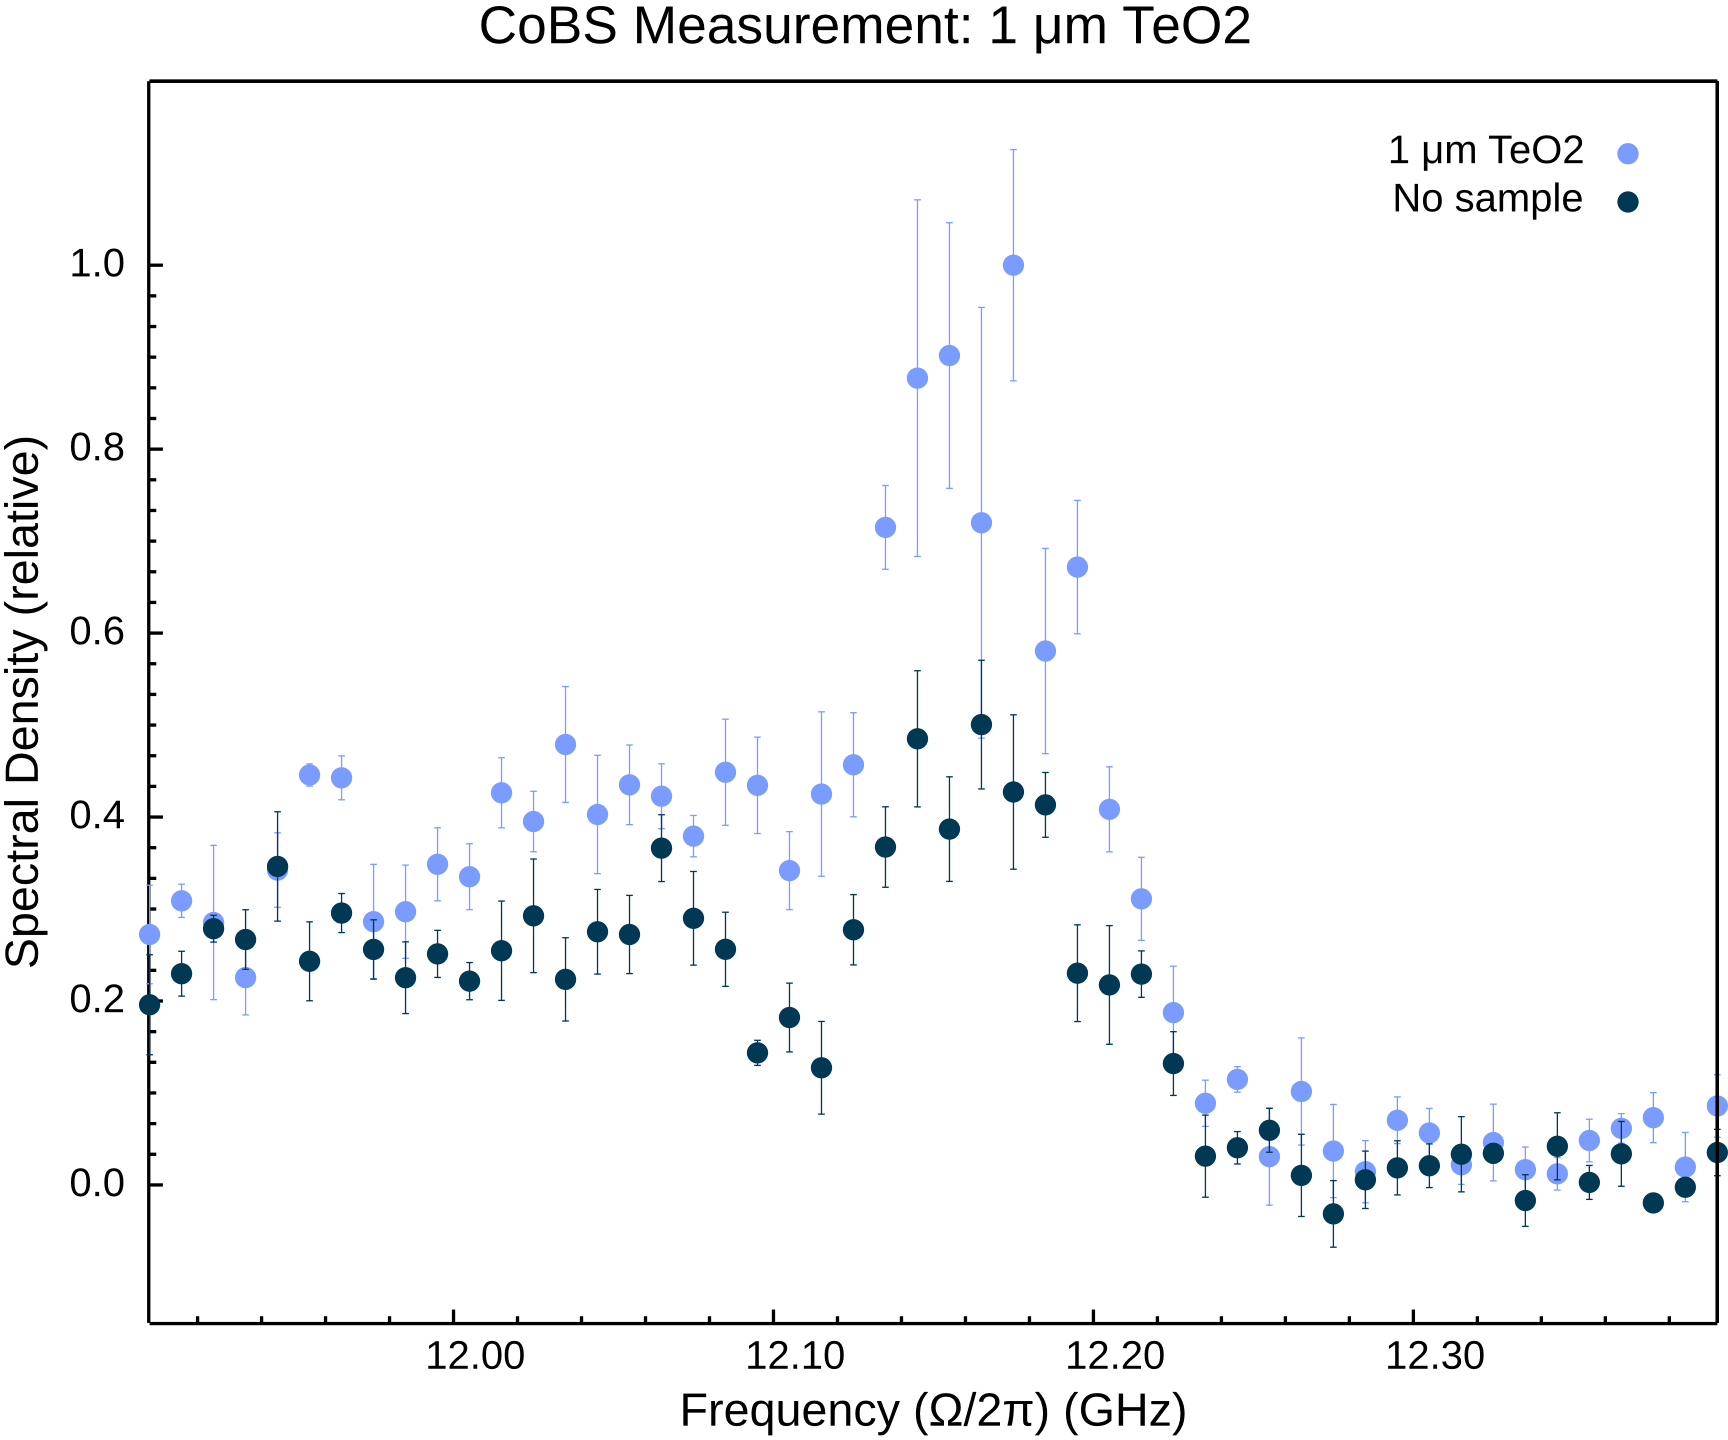 CoBS Measurement: 1 μm TeO2
1 μm TeO2
No sample
1.0
0.8
0.6
0.4
0.2
0.0
Spectral Density (relative)
12.00 12.10 12.20 12.30
Frequency (Ω/2π) (GHz)